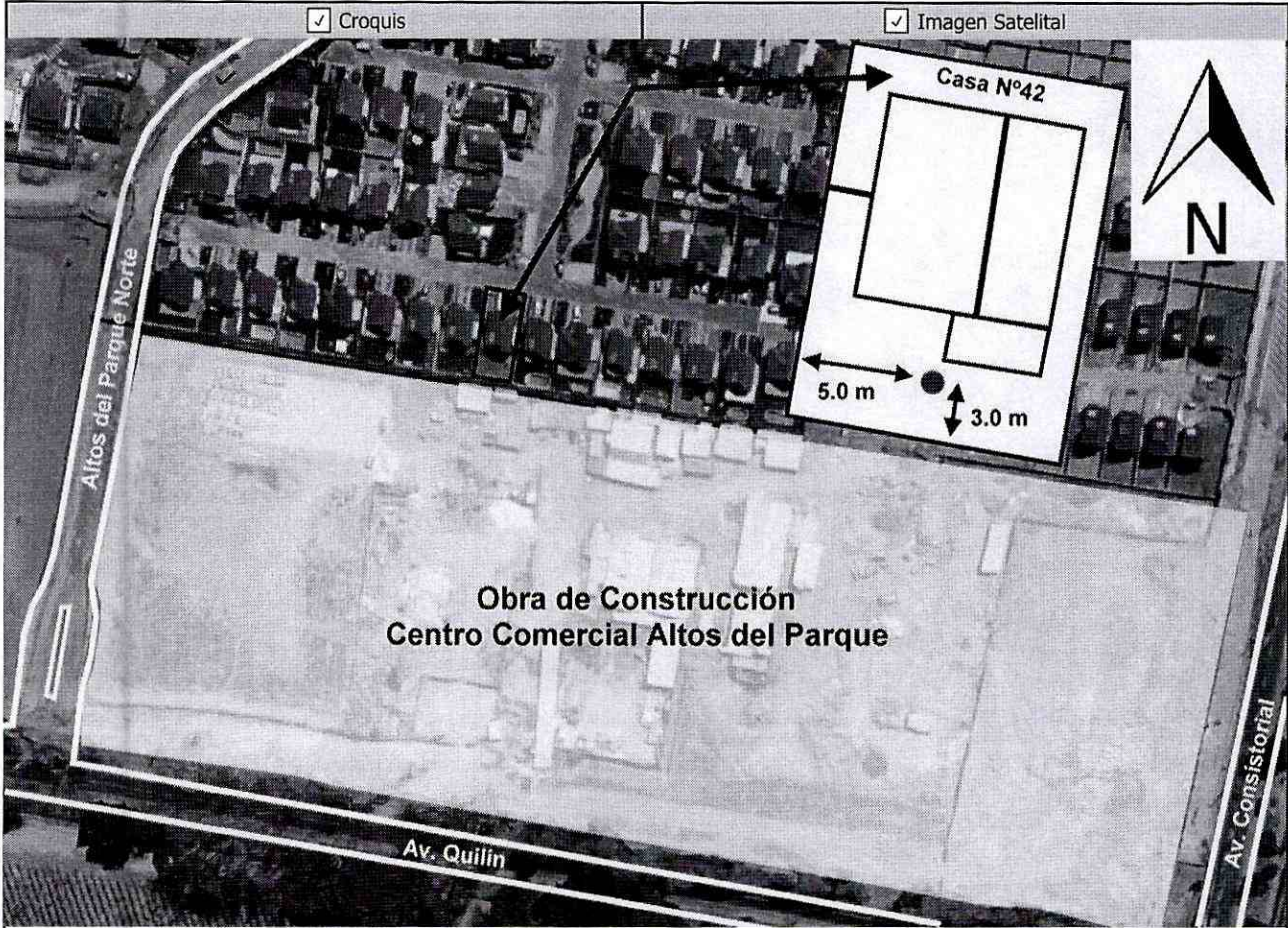 ✓ Croquis
✓ Imagen Satelital
Casa Nº42
N
5.0 m
3.0 m
Altos del Parque Norte
Obra de Construcción
Centro Comercial Altos del Parque
Av. Quilín
Av. Consistorial